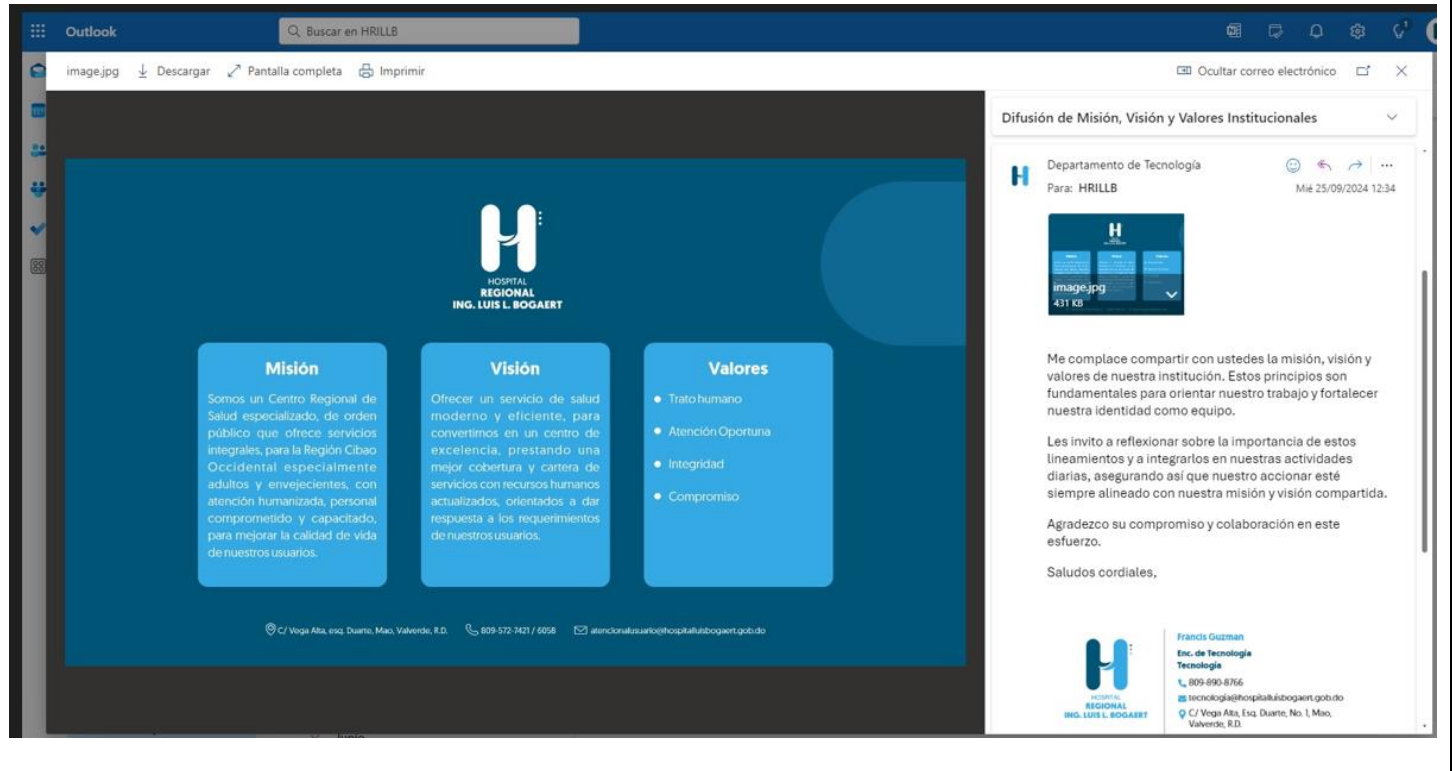 Outlook
Buscar en HRILLB
image.jpg
Descargar
Pantalla completa
Imprimir
Ocultar correo electrónico
HOSPITAL
REGIONAL
ING. LUIS L. BOGAERT
Misión
Somos un Centro Regional de
Salud especializado, de orden
público que ofrece servicios
integrales, para la Región Cibao
Occidental especialmente
adultos y envejecientes, con
atención humanizada, personal
comprometido y capacitado,
para mejorar la calidad de vida
de nuestros usuarios.
Visión
Ofrecer un servicio de salud
moderno y eficiente, para
convertirnos en un centro de
excelencia, prestando una
mejor cobertura y cartera de
servicios con recursos humanos
actualizados, orientados a dar
respuesta a los requerimientos
de nuestros usuarios.
Valores
Trato humano
Atención Oportuna
Integridad
Compromiso
C/ Vega Alta, esq. Duarte, Mao, Valverde, R.D.
809-572-7421 / 6058
atencionalusuario@hospitalluisbogaert.gob.do
Difusión de Misión, Visión y Valores Institucionales
Departamento de Tecnología
Para: HRILLB
Mié 25/09/2024 12:34
image.jpg
431 KB
Me complace compartir con ustedes la misión, visión y
valores de nuestra institución. Estos principios son
fundamentales para orientar nuestro trabajo y fortalecer
nuestra identidad como equipo.
Les invito a reflexionar sobre la importancia de estos
lineamientos y a integrarlos en nuestras actividades
diarias, asegurando así que nuestro accionar esté
siempre alineado con nuestra misión y visión compartida.
Agradezco su compromiso y colaboración en este
esfuerzo.
Saludos cordiales,
HOSPITAL
REGIONAL
ING. LUIS L. BOGAERT
Francis Guzman
Enc. de Tecnología
Tecnología
809-890-8766
tecnologia@hospitalluisbogaert.gob.do
C/ Vega Alta, Esq. Duarte, No. 1, Mao,
Valverde, R.D.